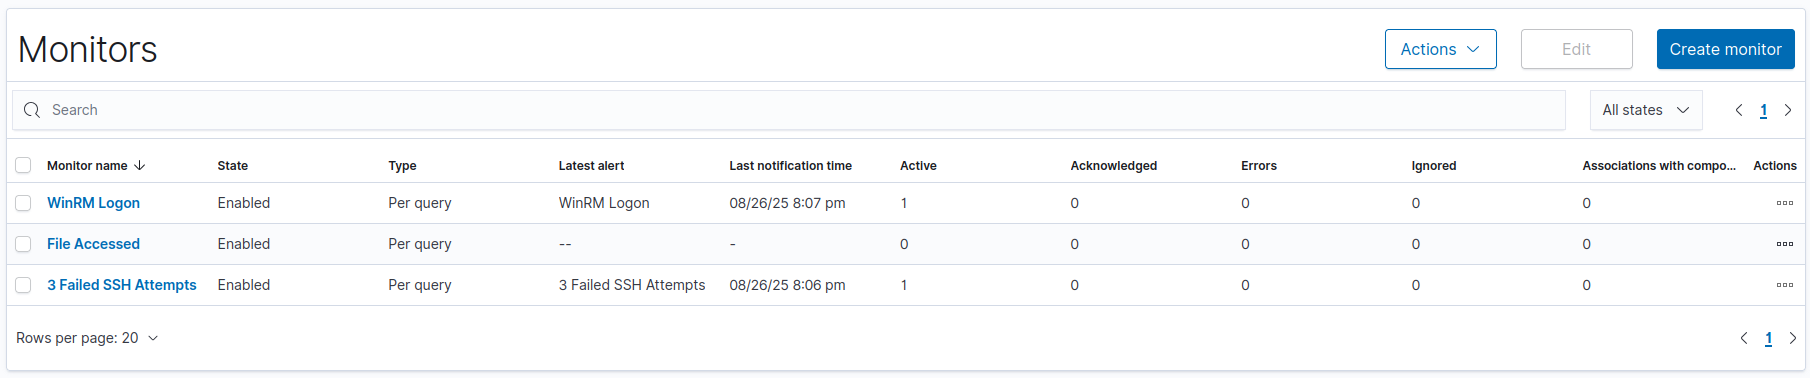 Monitors
Actions Edit Create monitor
Search All states 1
Monitor name State Type Latest alert Last notification time Active Acknowledged Errors Ignored Associations with compo... Actions
WinRM Logon Enabled Per query WinRM Logon 08/26/25 8:07 pm 1 0 0 0 0
File Accessed Enabled Per query -- - 0 0 0 0 0
3 Failed SSH Attempts Enabled Per query 3 Failed SSH Attempts 08/26/25 8:06 pm 1 0 0 0 0
Rows per page: 20 1